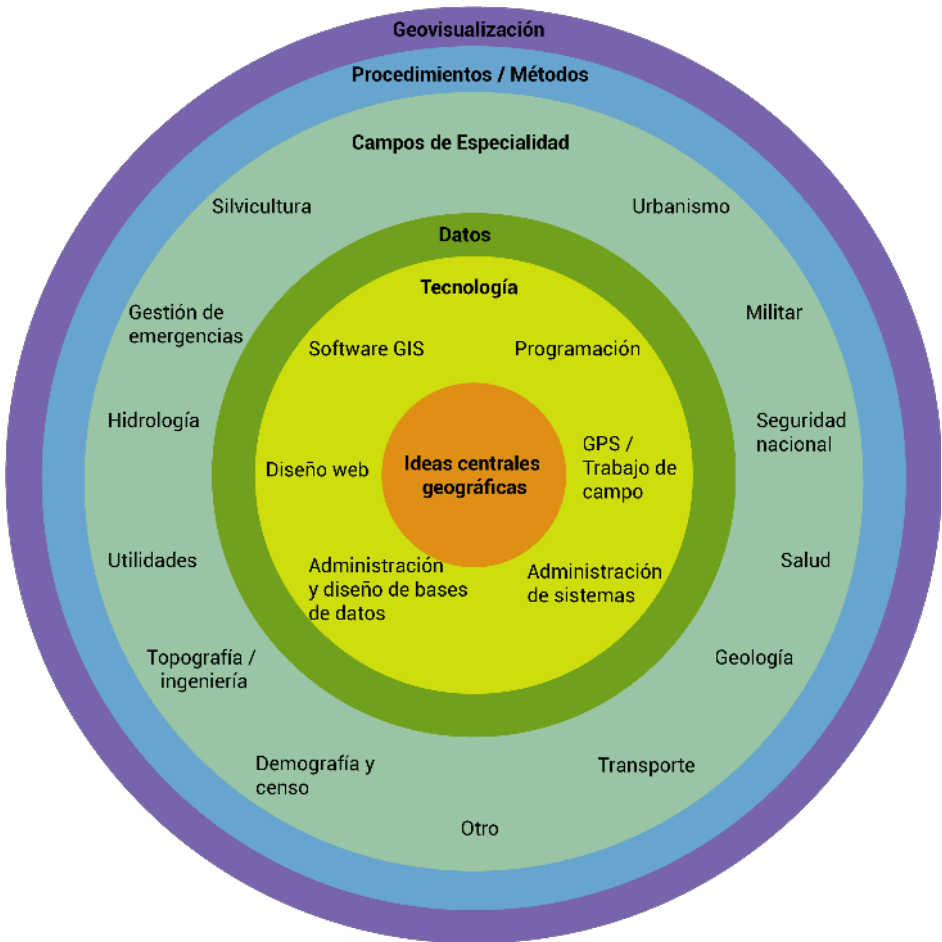 Geovisualización
Procedimientos / Métodos
Campos de Especialidad
Silvicultura
Urbanismo
Datos
Tecnología
Gestión de
emergencias
Militar
Software GIS
Programación
Hidrología
Seguridad
nacional
Diseño web
Ideas centrales
geográficas
GPS /
Trabajo de
campo
Utilidades
Administración
y diseño de bases
de datos
Administración
de sistemas
Salud
Topografía /
ingeniería
Geología
Demografía y
censo
Transporte
Otro